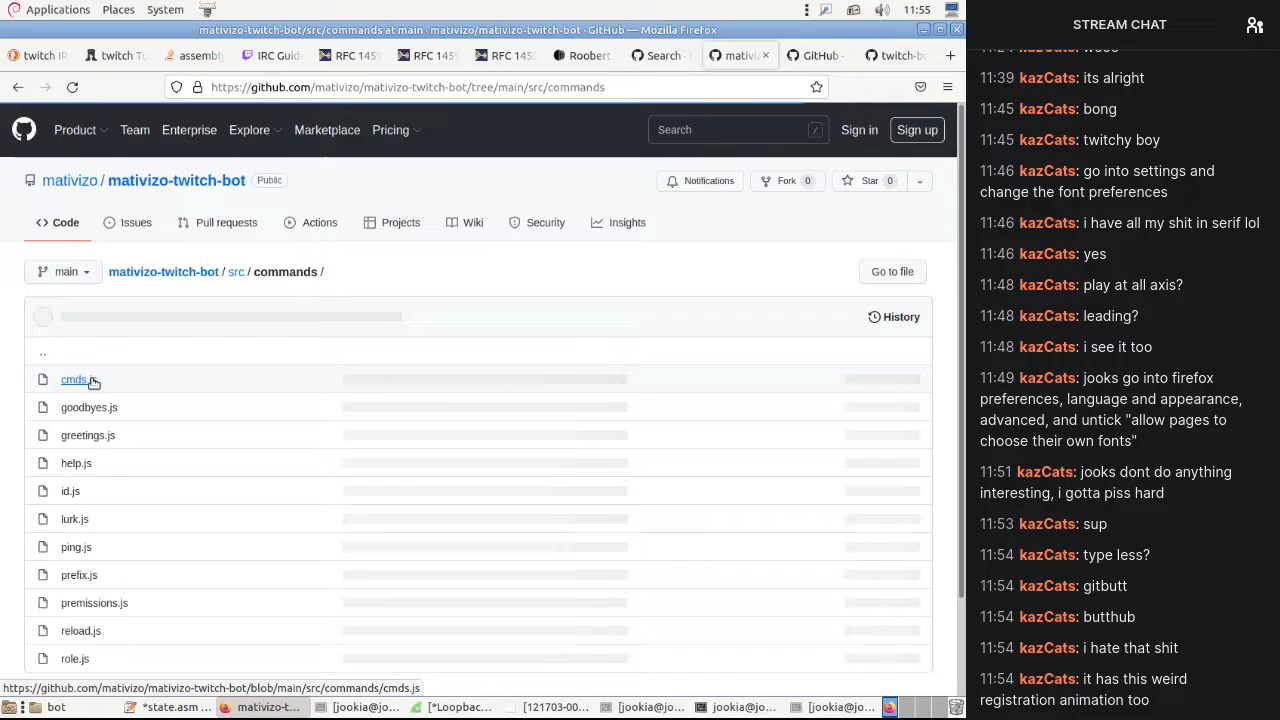 Applications Places System 11:55
mativizo-twitch-bot/src/commands at main · mativizo/mativizo-twitch-bot · GitHub — Mozilla Firefox
twitch IR twitch Tu assembly IRC Guid RFC 145 RFC 145 RFC 145 Roobert Search · mativi GitHub twitch-b
https://github.com/mativizo/mativizo-twitch-bot/tree/main/src/commands
Product Team Enterprise Explore Marketplace Pricing Search / Sign in Sign up
mativizo / mativizo-twitch-bot Public Notifications Fork 0 Star 0
Code Issues Pull requests Actions Projects Wiki Security Insights
main mativizo-twitch-bot / src / commands / Go to file
History
..
cmds.js
goodbyes.js
greetings.js
help.js
id.js
lurk.js
ping.js
prefix.js
premissions.js
reload.js
role.js
https://github.com/mativizo/mativizo-twitch-bot/blob/main/src/commands/cmds.js
bot *state.asm ... mativizo-t... [jookia@jo... [*Loopbac... [121703-00... [jookia@jo... [jookia@jo... [jookia@jo...
STREAM CHAT
11:39 kazCats: its alright
11:45 kazCats: bong
11:45 kazCats: twitchy boy
11:46 kazCats: go into settings and
change the font preferences
11:46 kazCats: i have all my shit in serif lol
11:46 kazCats: yes
11:48 kazCats: play at all axis?
11:48 kazCats: leading?
11:48 kazCats: i see it too
11:49 kazCats: jooks go into firefox
preferences, language and appearance,
advanced, and untick "allow pages to
choose their own fonts"
11:51 kazCats: jooks dont do anything
interesting, i gotta piss hard
11:53 kazCats: sup
11:54 kazCats: type less?
11:54 kazCats: gitbutt
11:54 kazCats: butthub
11:54 kazCats: i hate that shit
11:54 kazCats: it has this weird
registration animation too